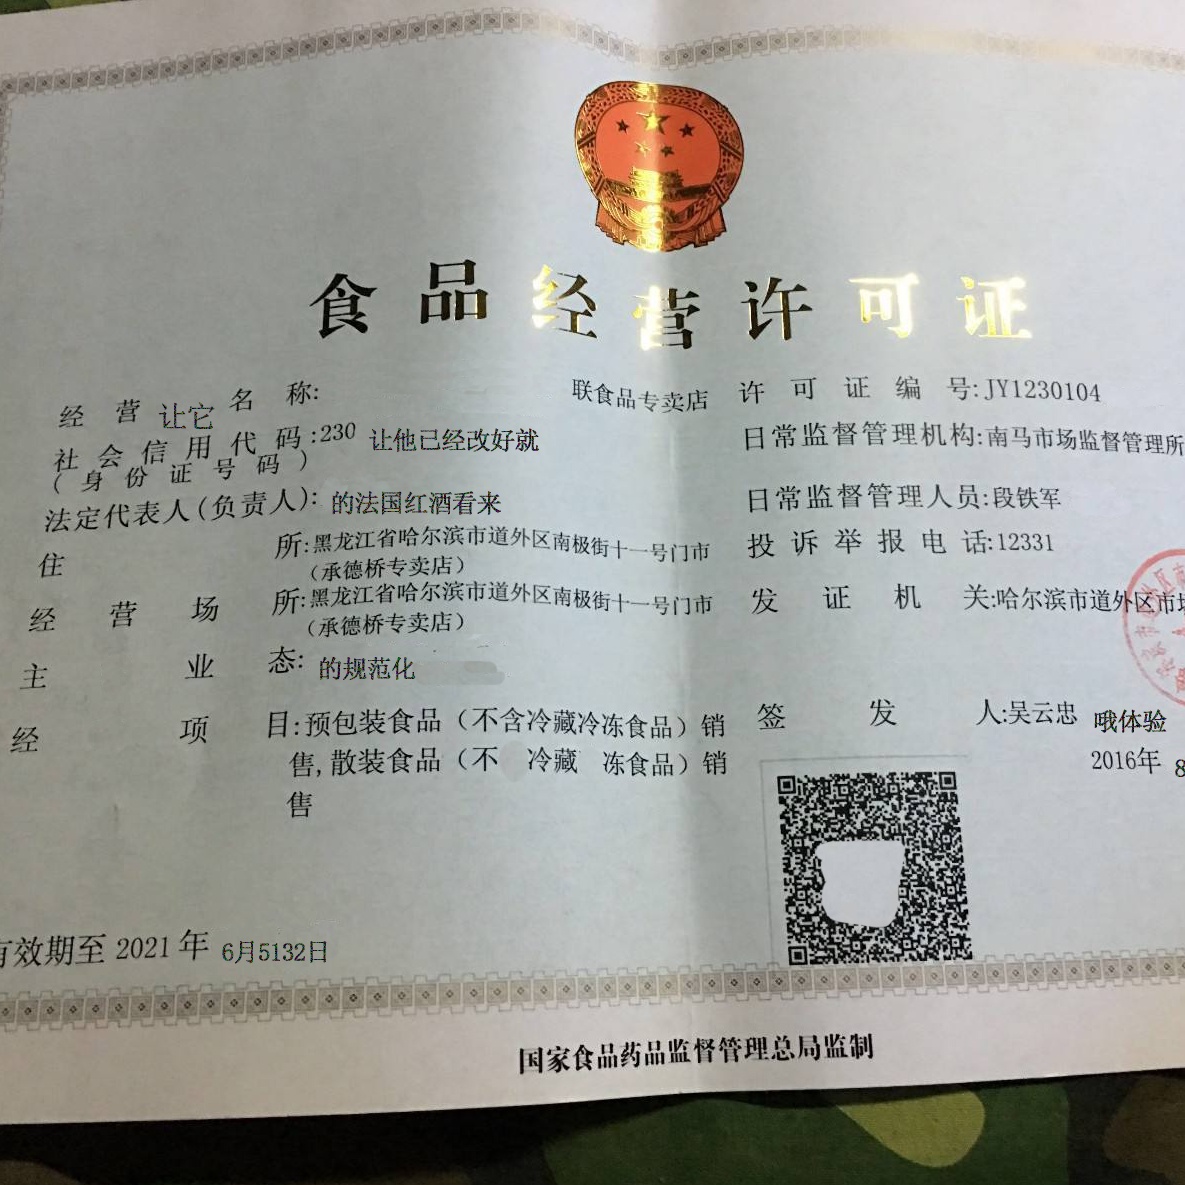 食品经营许可证
经营让它名称: 联食品专卖店
社会信用代码:230 让他已经改好就
(身份证号码)
法定代表人(负责人): 的法国红酒看来
住所:黑龙江省哈尔滨市道外区南极街十一号门市
(承德桥专卖店)
经营场所:黑龙江省哈尔滨市道外区南极街十一号门市
(承德桥专卖店)
主业态: 的规范化
经项目:预包装食品(不含冷藏冷冻食品)销
售,散装食品(不 冷藏 冻食品)销
售
许可证编号:JY1230104
日常监督管理机构:南马市场监督管理所
日常监督管理人员:段铁军
投诉举报电话:12331
发证机关:哈尔滨市道外区市场
签发人:吴云忠 哦体验
2016年 8
有效期至 2021 年 6月5132日
国家食品药品监督管理总局监制